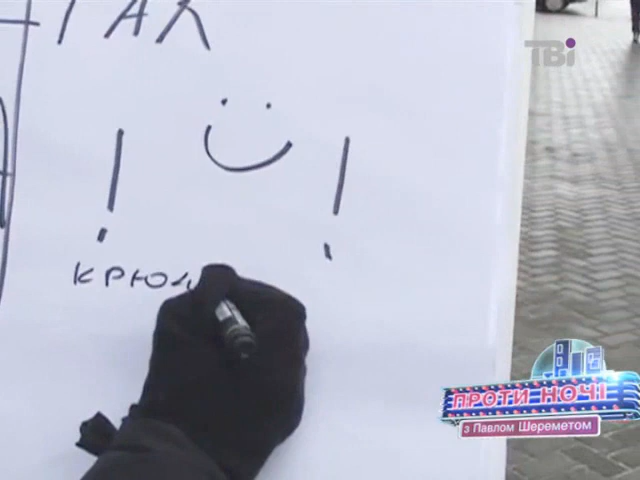 ТАК
ТВі
! !
КРЮЧ
ПРОТИ НОЧІ
з Павлом Шереметом